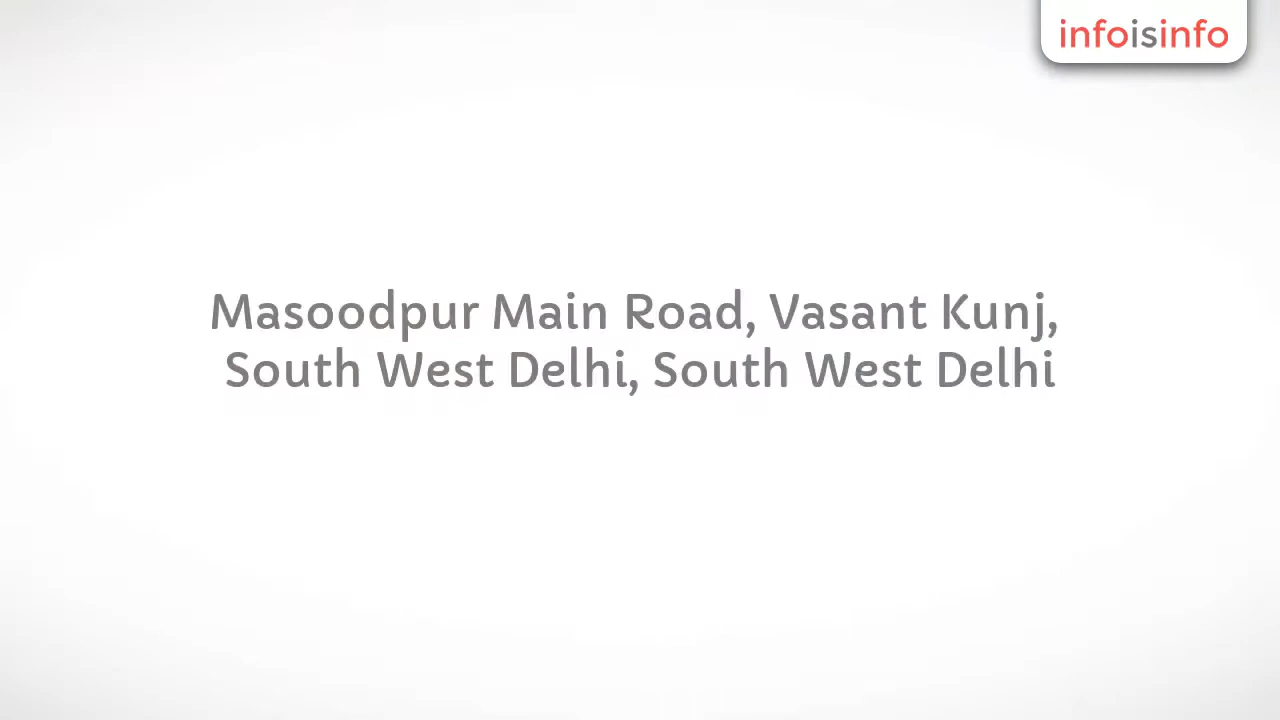 infoisinfo
Masoodpur Main Road, Vasant Kunj,
South West Delhi, South West Delhi